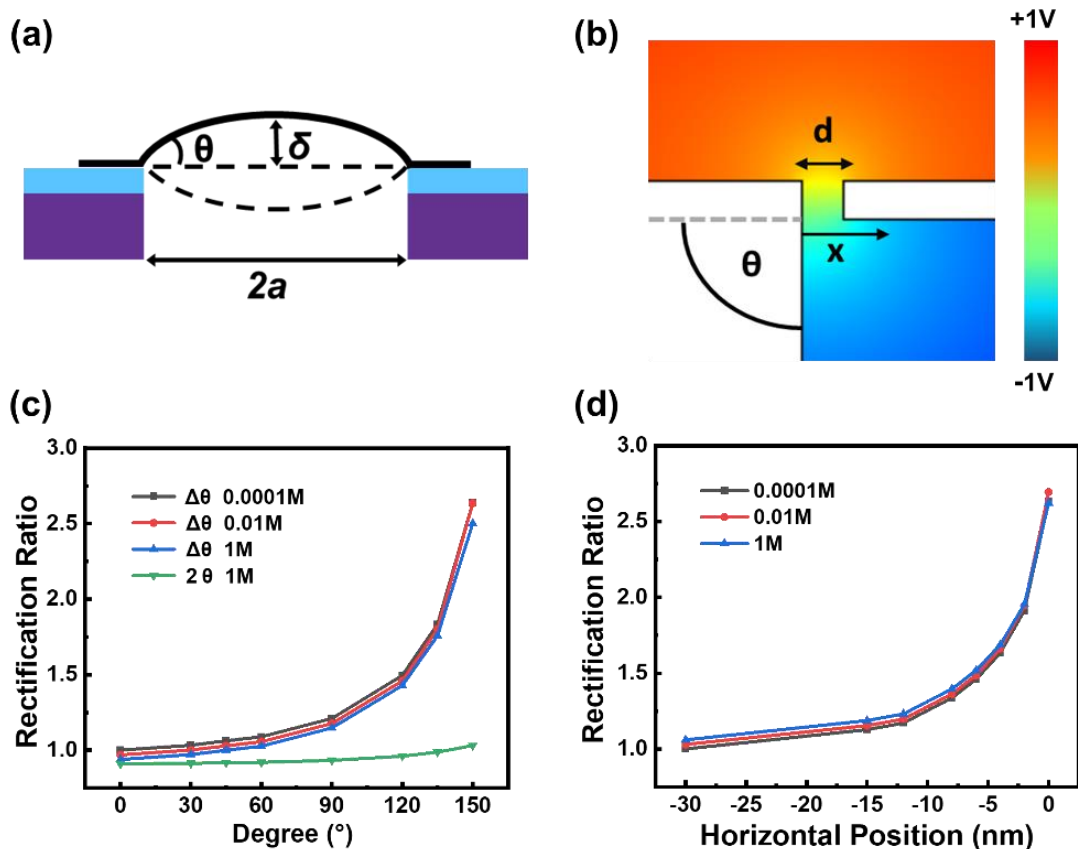 (a)
θ
δ
2a
(b)
d
x
θ
+1V
-1V
(c)
3.0
2.5
2.0
1.5
1.0
Rectification Ratio
Δθ 0.0001M
Δθ 0.01M
Δθ 1M
2θ 1M
0 30 60 90 120 150
Degree (°)
(d)
3.0
2.5
2.0
1.5
1.0
Rectification Ratio
0.0001M
0.01M
1M
-30 -25 -20 -15 -10 -5 0
Horizontal Position (nm)